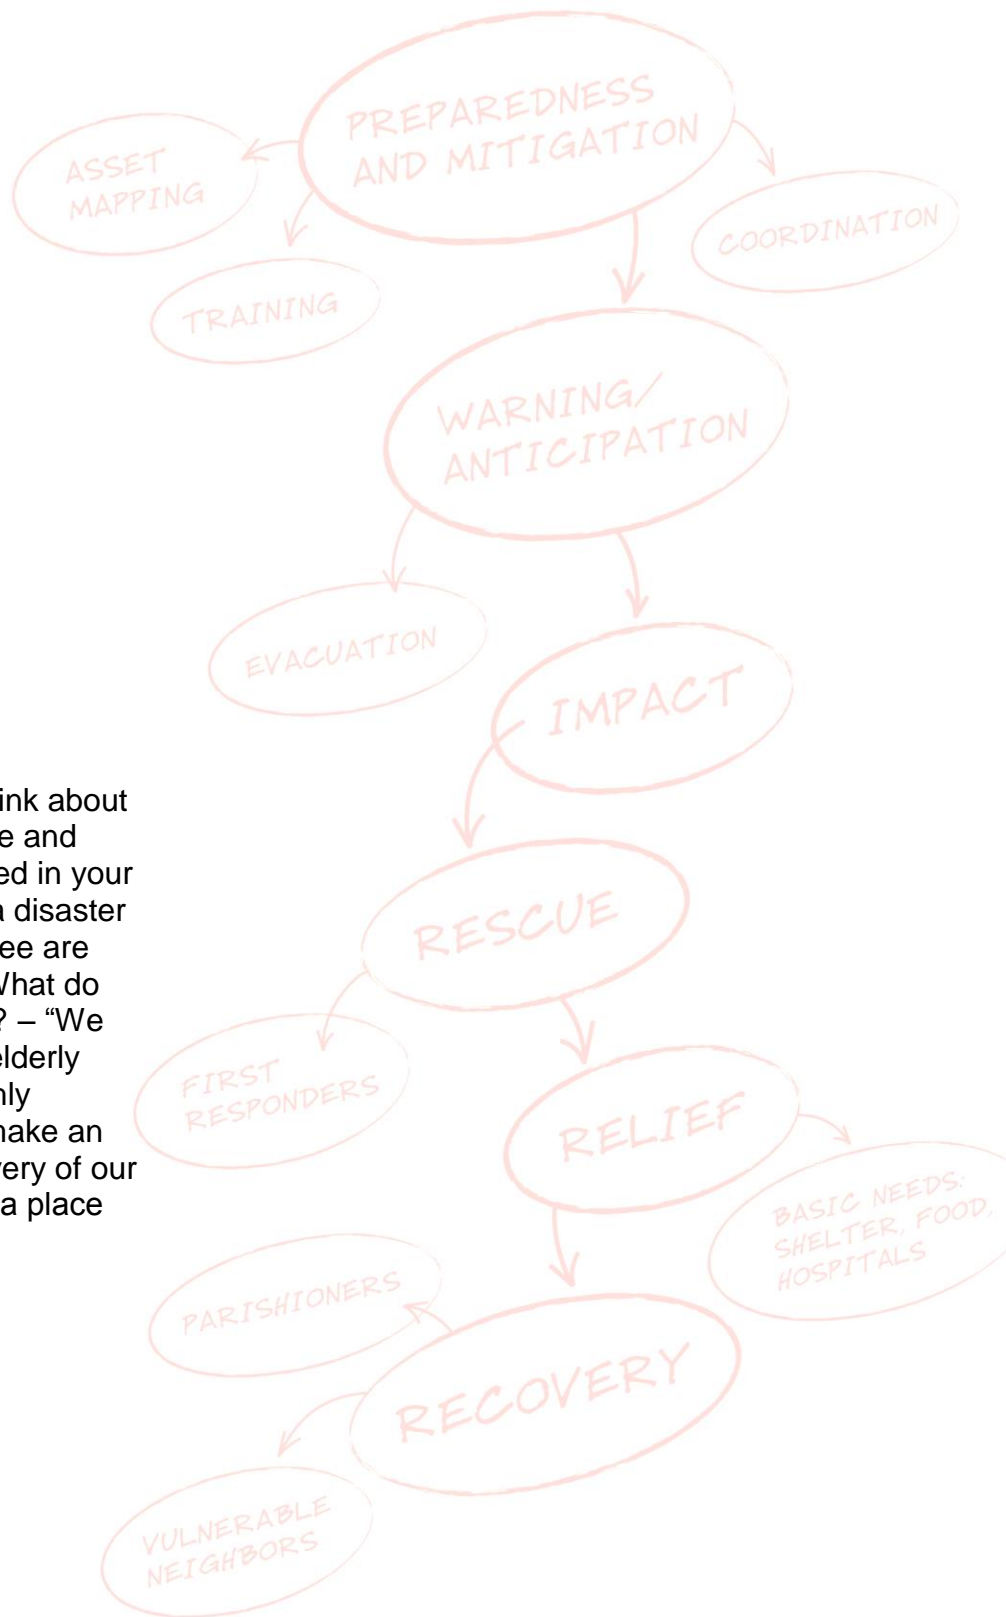 PREPAREDNESS
AND MITIGATION
ASSET
MAPPING
COORDINATION
TRAINING
WARNING/
ANTICIPATION
EVACUATION
IMPACT
ink about
e and
ed in your
a disaster
ee are
What do
? – “We
elderly
nly
make an
very of our
a place
RESCUE
FIRST
RESPONDERS
RELIEF
BASIC NEEDS:
SHELTER, FOOD,
HOSPITALS
PARISHIONERS
RECOVERY
VULNERABLE
NEIGHBORS